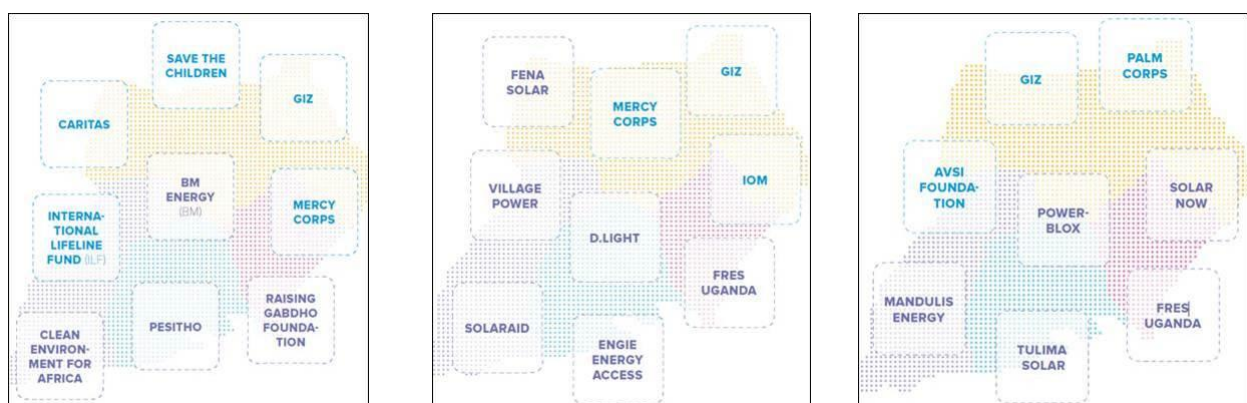 SAVE THE
CHILDREN
GIZ
CARITAS
BM
ENERGY
(BM)
MERCY
CORPS
INTERNA-
TIONAL
LIFELINE
FUND (ILF)
RAISING
GABDHO
FOUNDA-
TION
PESITHO
CLEAN
ENVIRON-
MENT FOR
AFRICA
FENA
SOLAR
GIZ
MERCY
CORPS
IOM
VILLAGE
POWER
D.LIGHT
FRES
UGANDA
SOLARAID
ENGIE
ENERGY
ACCESS
GIZ
PALM
CORPS
AVSI
FOUNDA-
TION
SOLAR
NOW
POWER-
BLOX
MANDULIS
ENERGY
FRES
UGANDA
TULIMA
SOLAR